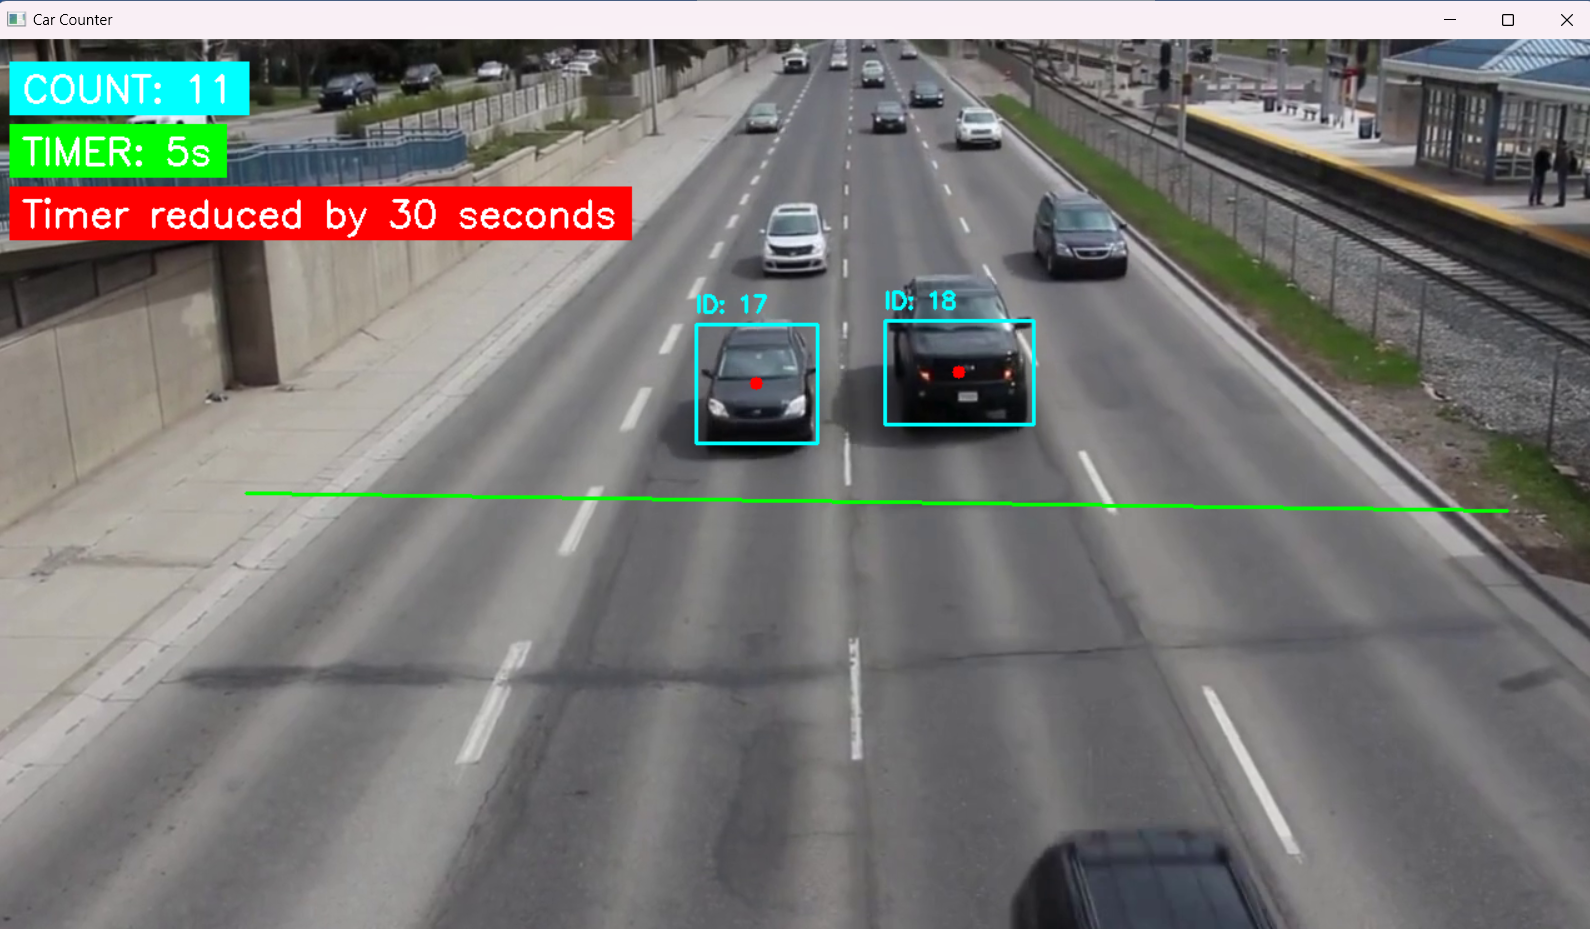 Car Counter
COUNT: 11
TIMER: 5s
Timer reduced by 30 seconds
ID: 17
ID: 18